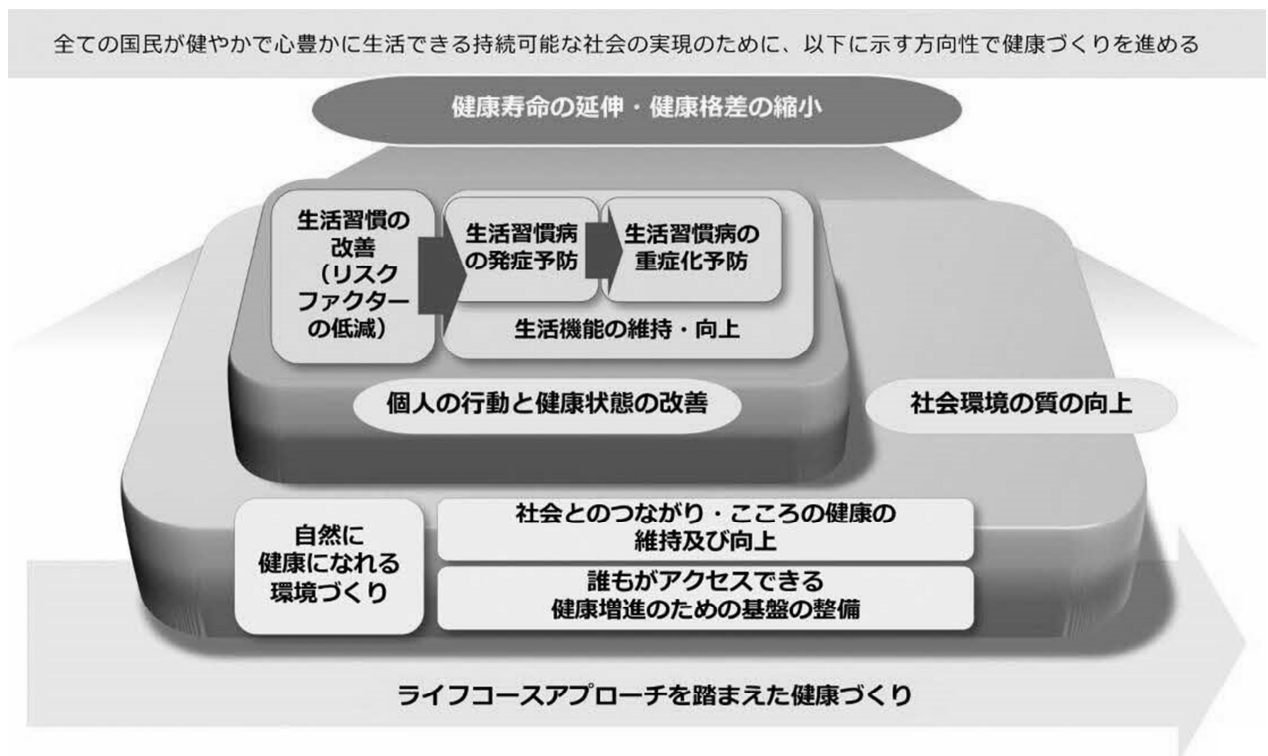 全ての国民が健やかで心豊かに生活できる持続可能な社会の実現のために、以下に示す方向性で健康づくりを進める
健康寿命の延伸・健康格差の縮小
生活習慣の
改善
（リスク
ファクター
の低減）
生活習慣病
の発症予防
生活習慣病の
重症化予防
生活機能の維持・向上
個人の行動と健康状態の改善
社会環境の質の向上
自然に
健康になれる
環境づくり
社会とのつながり・こころの健康の
維持及び向上
誰もがアクセスできる
健康増進のための基盤の整備
ライフコースアプローチを踏まえた健康づくり